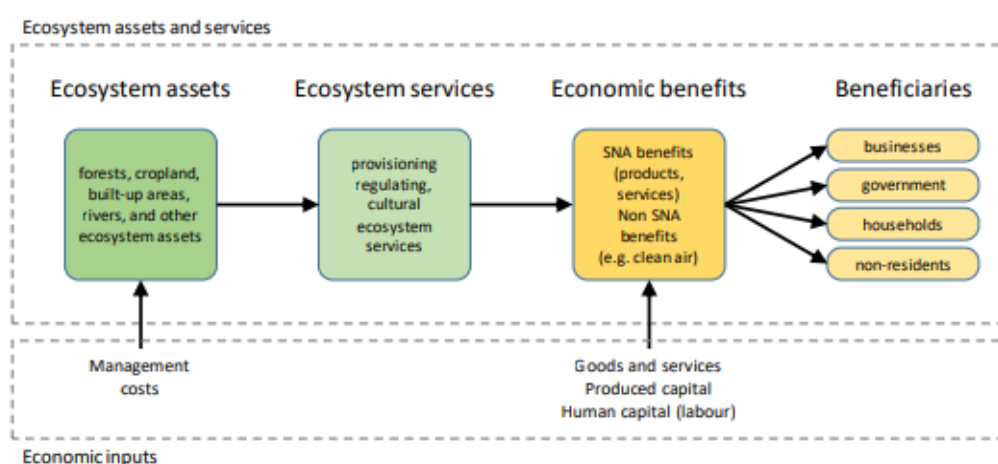 Ecosystem assets and services
Ecosystem assets
Ecosystem services
Economic benefits
Beneficiaries
forests, cropland,
built-up areas,
rivers, and other
ecosystem assets
provisioning
regulating,
cultural
ecosystem
services
SNA benefits
(products,
services)
Non SNA
benefits
(e.g. clean air)
businesses
government
households
non-residents
Management
costs
Goods and services
Produced capital
Human capital (labour)
Economic inputs